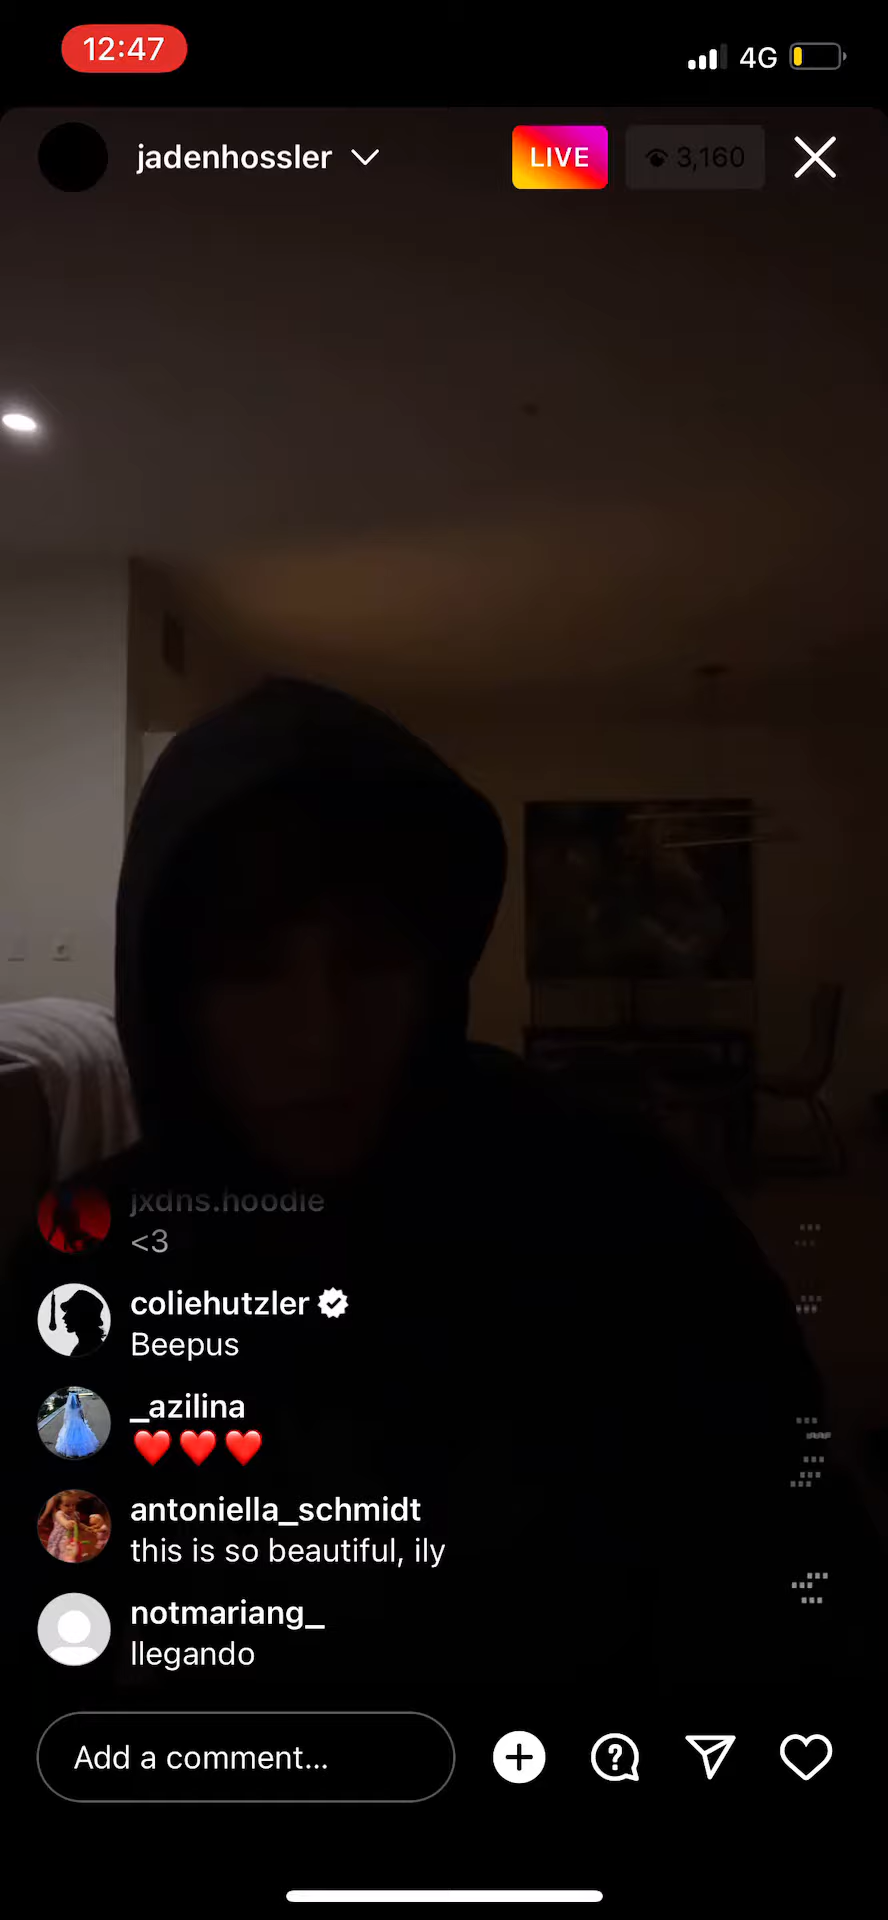 12:47
4G
jadenhossler
LIVE
3,160
jxdns.hoodie
<3
coliehutzler
Beepus
_azilina
❤️❤️❤️
antoniella_schmidt
this is so beautiful, ily
notmariang_
llegando
Add a comment...